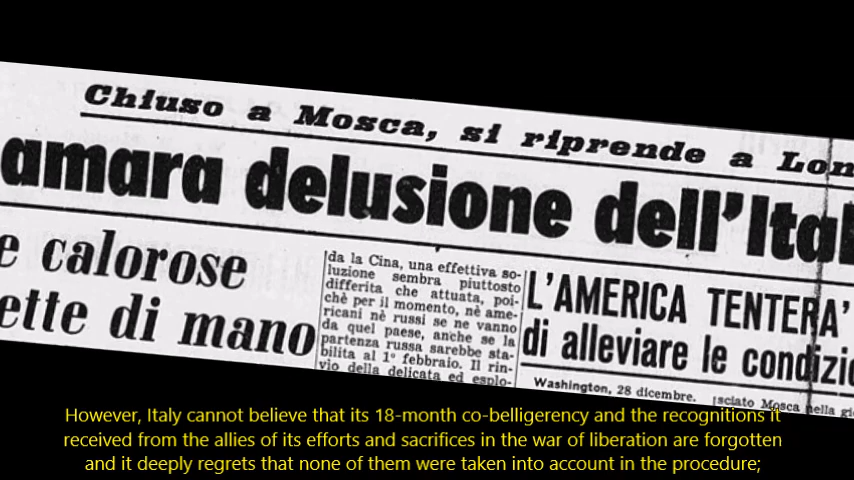 Chiuso a Mosca, si riprende a Lon
amara delusione dell'Ital
e calorose
ette di mano
da la Cina, una effettiva so-
luzione sembra piuttosto
differita che attuata, poi-
chè per il momento, nè ame-
ricani nè russi se ne vanno
da quel paese, anche se la
partenza russa sarebbe sta-
bilita al 1° febbraio. Il rin-
vio della delicata ed esplo-
L'AMERICA TENTERA'
di alleviare le condizio
Washington, 28 dicembre.
sciato Mosca nella
However, Italy cannot believe that its 18-month co-belligerency and the recognitions it
received from the allies of its efforts and sacrifices in the war of liberation are forgotten
and it deeply regrets that none of them were taken into account in the procedure;